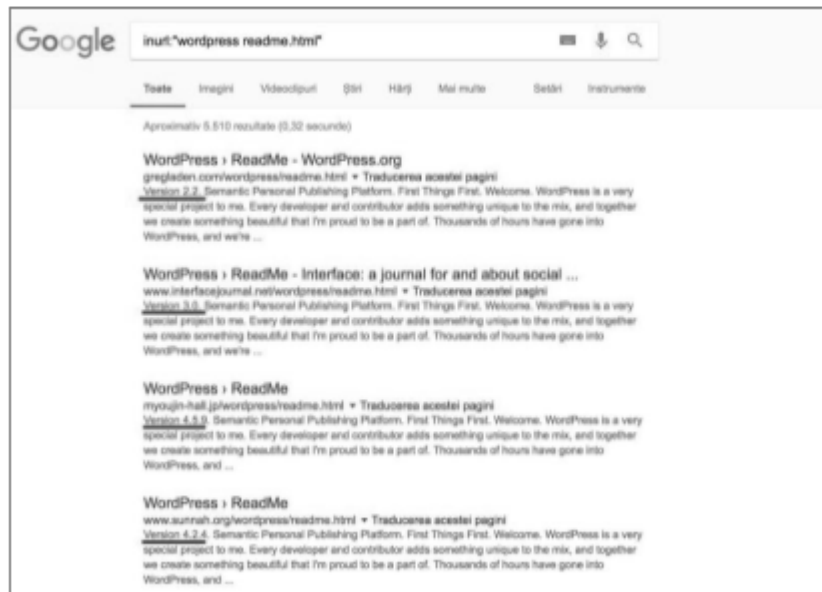 Google
inurl:"wordpress readme.html"
Toate Imagini Videoclipuri Știri Hărți Mai multe Setări Instrumente
Aproximativ 5.510 rezultate (0,32 secunde)
WordPress › ReadMe - WordPress.org
gregladen.com/wordpress/readme.html ▾ Traducerea acestei pagini
Version 2.2. Semantic Personal Publishing Platform. First Things First. Welcome. WordPress is a very
special project to me. Every developer and contributor adds something unique to the mix, and together
we create something beautiful that I'm proud to be a part of. Thousands of hours have gone into
WordPress, and we're ...
WordPress › ReadMe - Interface: a journal for and about social ...
www.interfacejournal.net/wordpress/readme.html ▾ Traducerea acestei pagini
Version 3.0. Semantic Personal Publishing Platform. First Things First. Welcome. WordPress is a very
special project to me. Every developer and contributor adds something unique to the mix, and together
we create something beautiful that I'm proud to be a part of. Thousands of hours have gone into
WordPress, and we're ...
WordPress › ReadMe
myoujin-hall.jp/wordpress/readme.html ▾ Traducerea acestei pagini
Version 4.5.9. Semantic Personal Publishing Platform. First Things First. Welcome. WordPress is a very
special project to me. Every developer and contributor adds something unique to the mix, and together
we create something beautiful that I'm proud to be a part of. Thousands of hours have gone into
WordPress, and ...
WordPress › ReadMe
www.sunnah.org/wordpress/readme.html ▾ Traducerea acestei pagini
Version 4.2.4. Semantic Personal Publishing Platform. First Things First. Welcome. WordPress is a very
special project to me. Every developer and contributor adds something unique to the mix, and together
we create something beautiful that I'm proud to be a part of. Thousands of hours have gone into
WordPress, and ...